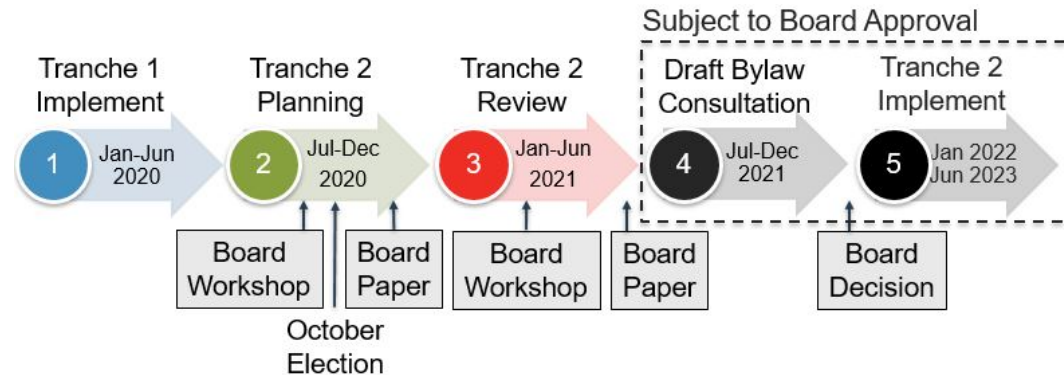 Subject to Board Approval
Tranche 1
Implement
1
Jan-Jun
2020
Tranche 2
Planning
2
Jul-Dec
2020
Tranche 2
Review
3
Jan-Jun
2021
Draft Bylaw
Consultation
4
Jul-Dec
2021
Tranche 2
Implement
5
Jan 2022
Jun 2023
Board
Workshop
October
Election
Board
Paper
Board
Workshop
Board
Paper
Board
Decision